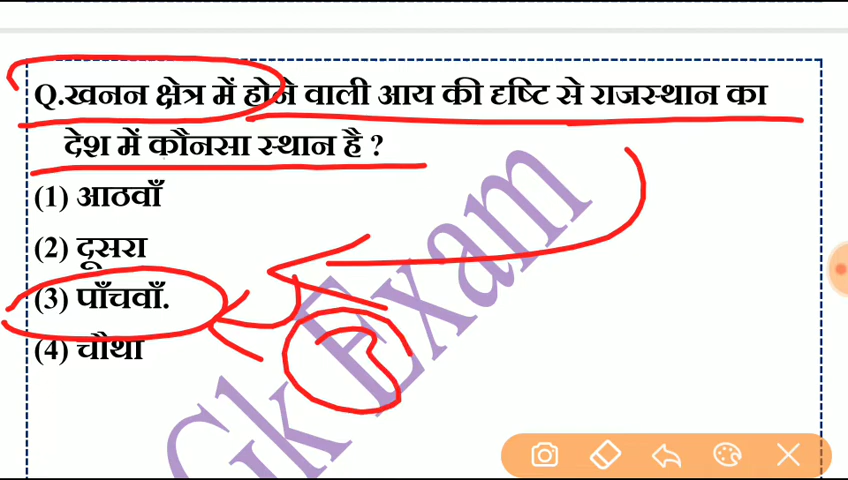 Q.खनन क्षेत्र में होने वाली आय की दृष्टि से राजस्थान का
देश में कौनसा स्थान है ?
(1) आठवाँ
(2) दूसरा
(3) पाँचवाँ.
(4) चौथा
Gk Exam